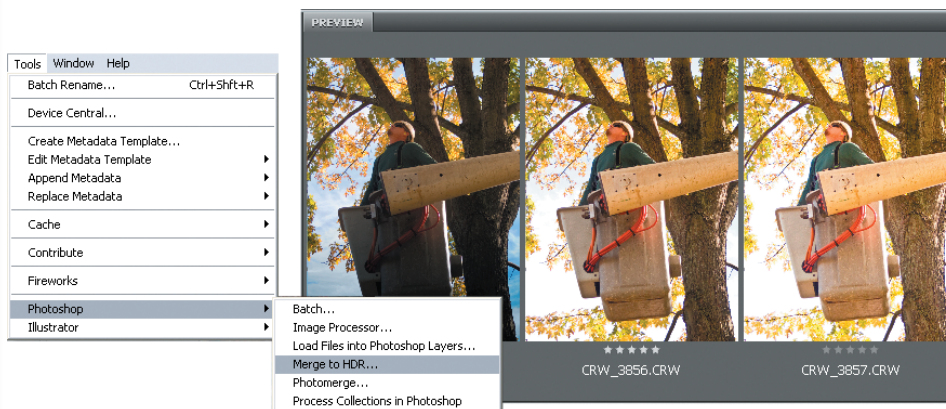 PREVIEW
Tools Window Help
Batch Rename... Ctrl+Shft+R
Device Central...
Create Metadata Template...
Edit Metadata Template
Append Metadata
Replace Metadata
Cache
Contribute
Fireworks
Photoshop
Illustrator
Batch...
Image Processor...
Load Files into Photoshop Layers...
Merge to HDR...
Photomerge...
Process Collections in Photoshop
CRW_3856.CRW
CRW_3857.CRW